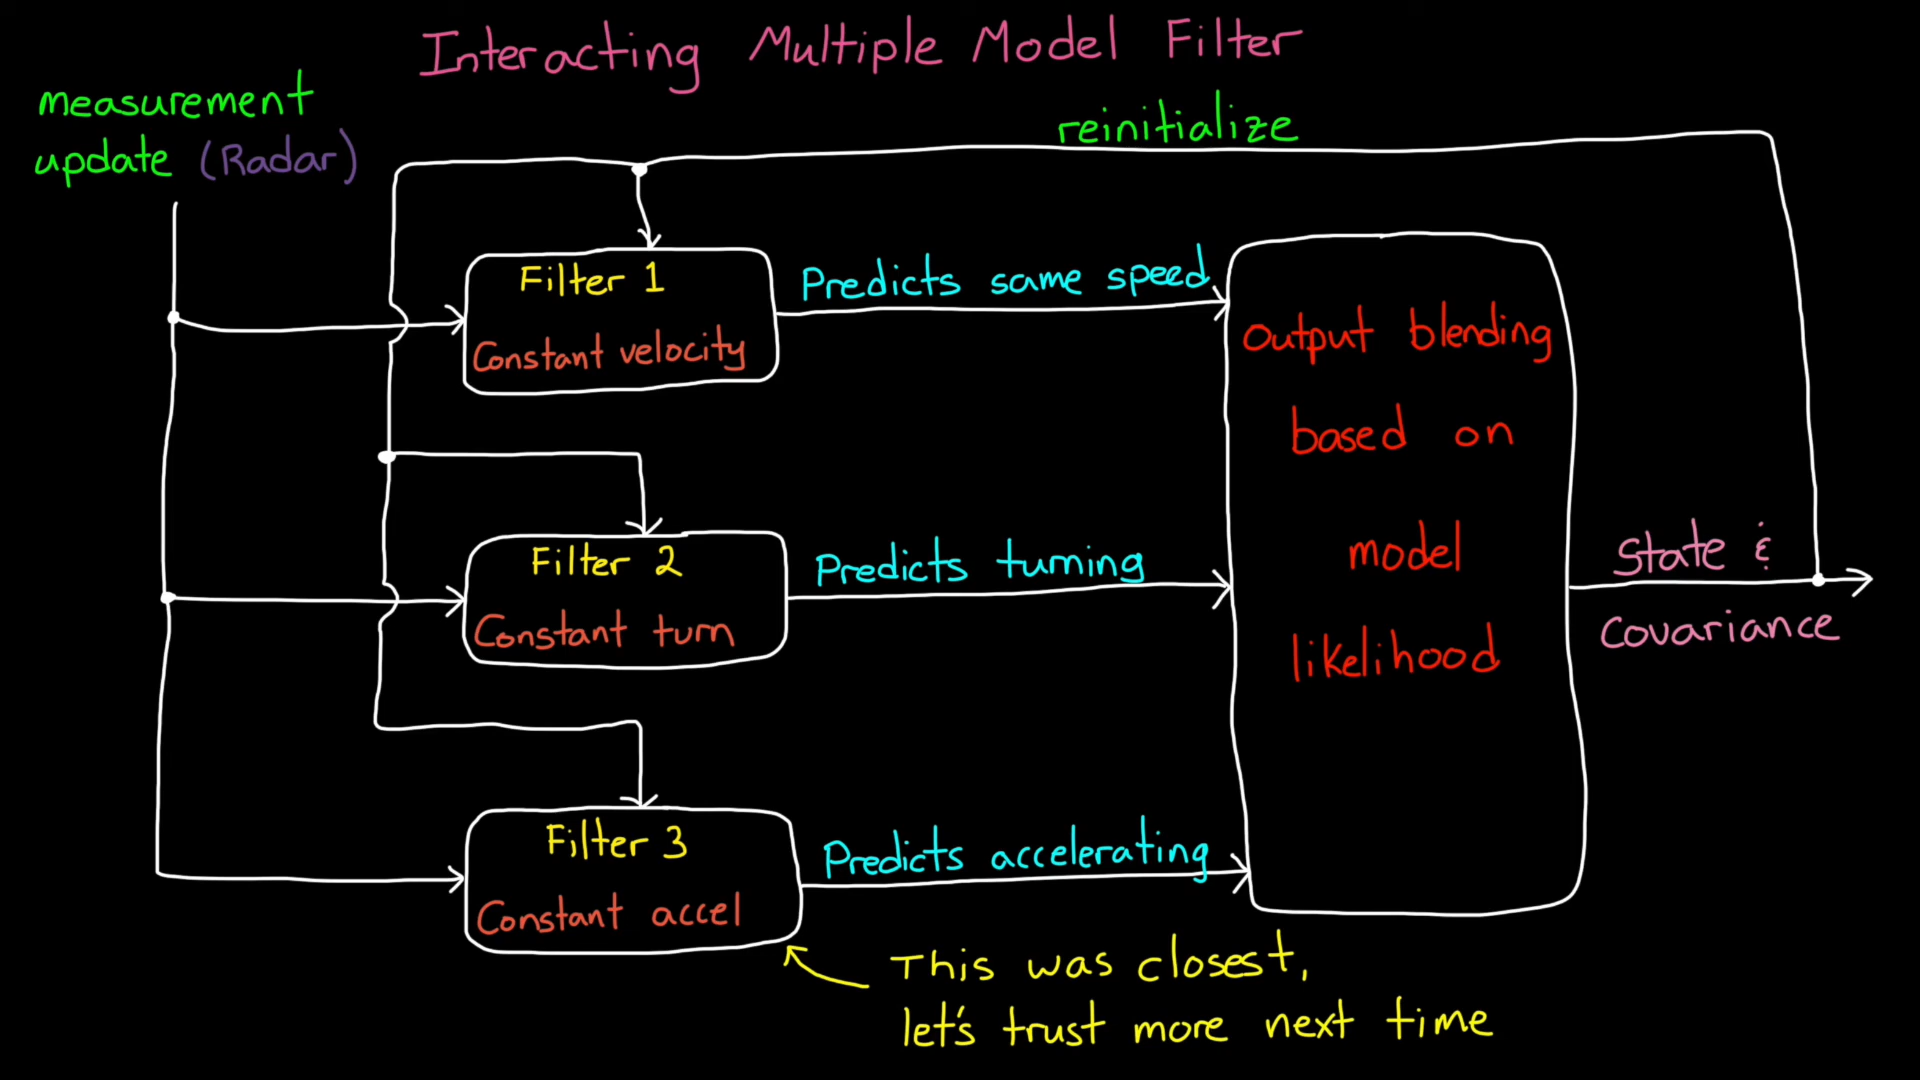 Interacting Multiple Model Filter
measurement
update (Radar)
reinitialize
Filter 1
Constant velocity
Predicts same speed
Filter 2
Constant turn
Predicts turning
Filter 3
Constant accel
Predicts accelerating
Output blending
based on
model
likelihood
State &
Covariance
This was closest,
let's trust more next time